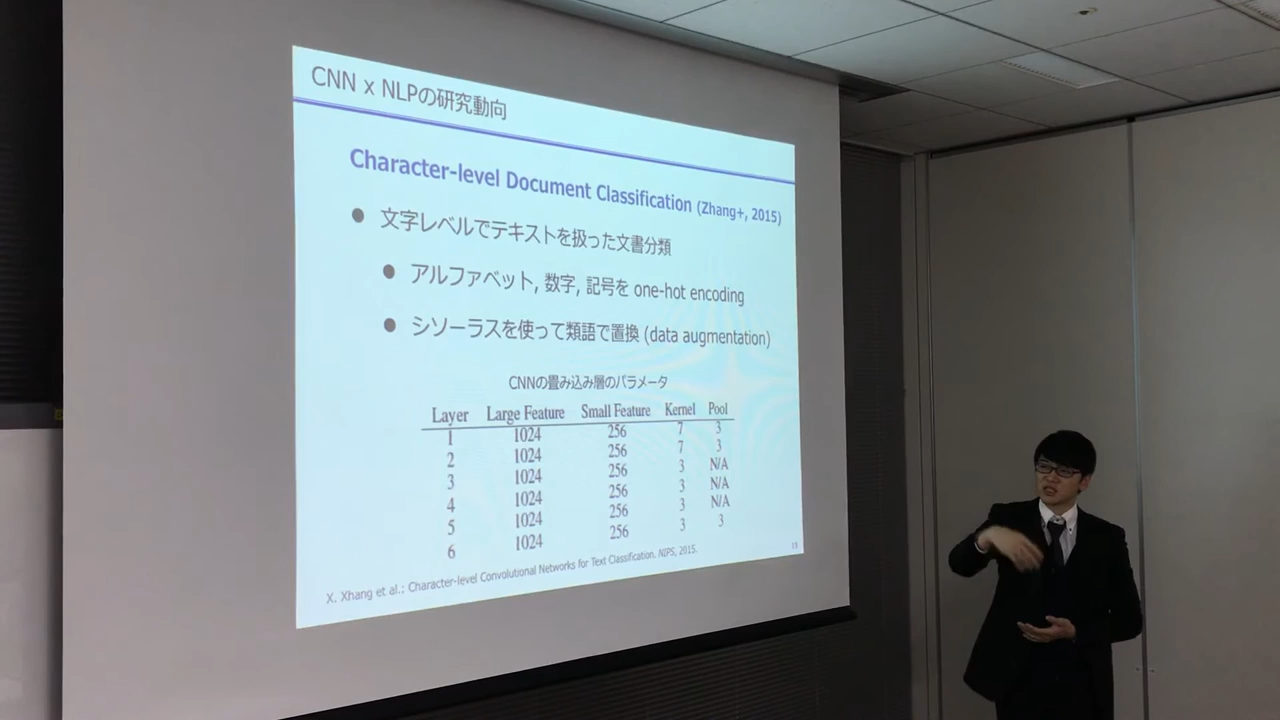 CNN x NLPの研究動向
Character-level Document Classification (Zhang+, 2015)
● 文字レベルでテキストを扱った文書分類
● アルファベット, 数字, 記号を one-hot encoding
● シソーラスを使って類語で置換 (data augmentation)
CNNの畳み込み層のパラメータ
Layer Large Feature Small Feature Kernel Pool
1 1024 256 7 3
2 1024 256 7 3
3 1024 256 3 N/A
4 1024 256 3 N/A
5 1024 256 3 N/A
6 1024 256 3 3
X. Xhang et al.: Character-level Convolutional Networks for Text Classification. NIPS, 2015.